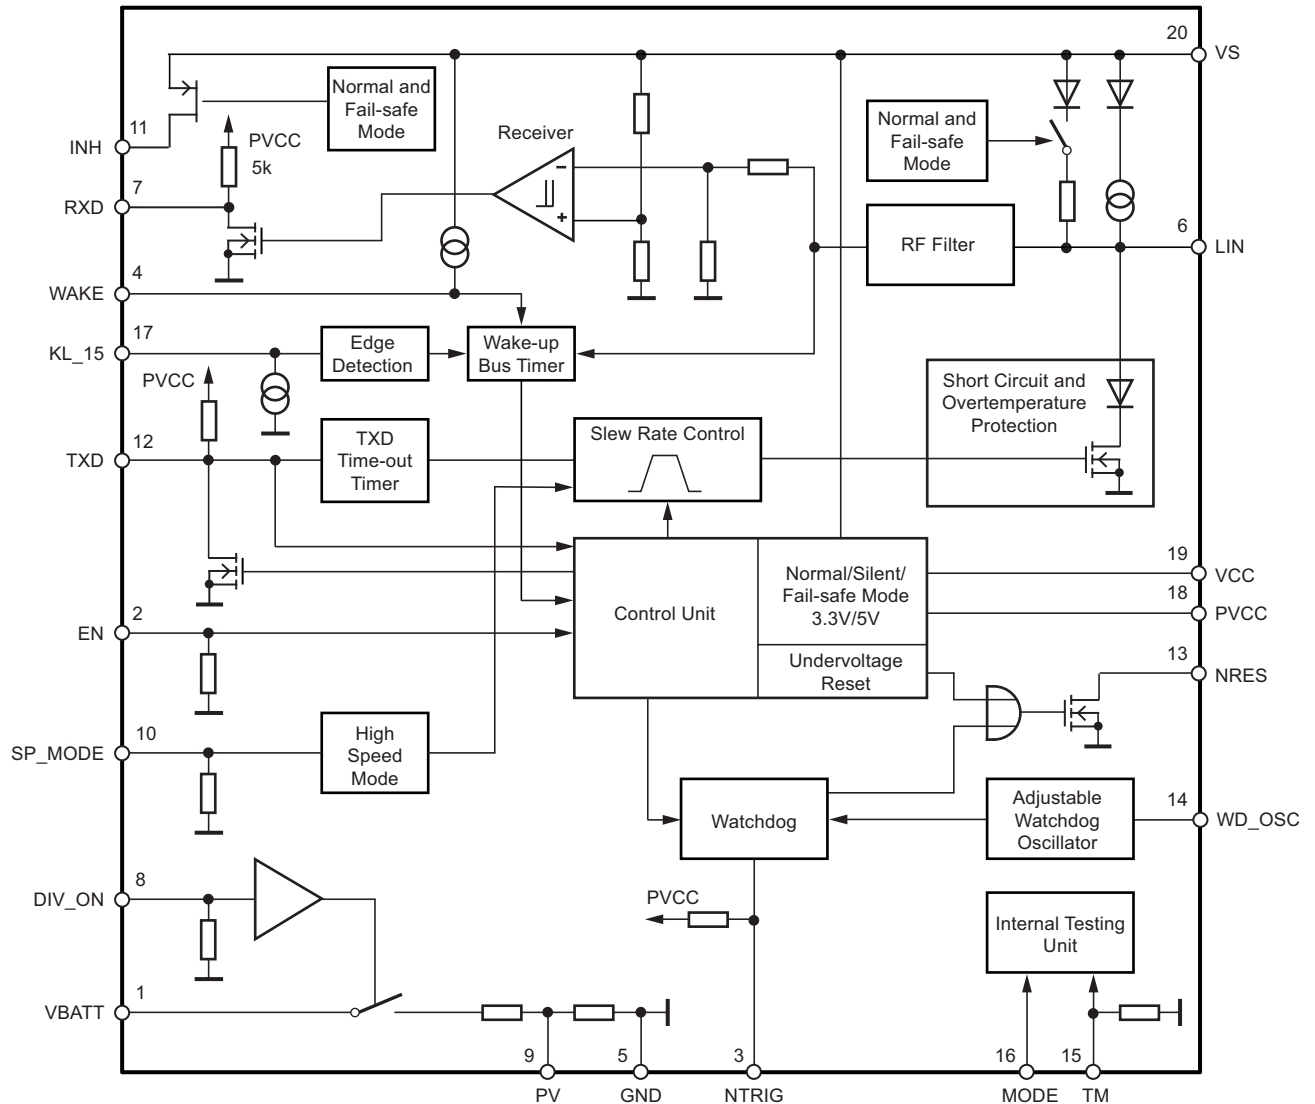 20
VS
Normal and
Fail-safe
Mode
11
INH
PVCC
5k
Receiver
Normal and
Fail-safe
Mode
7
RXD
–
+
RF Filter
6
LIN
4
WAKE
17
KL_15
Edge
Detection
Wake-up
Bus Timer
PVCC
Short Circuit and
Overtemperature
Protection
12
TXD
TXD
Time-out
Timer
Slew Rate Control
Control Unit
Normal/Silent/
Fail-safe Mode
3.3V/5V
19
VCC
18
PVCC
2
EN
Undervoltage
Reset
13
NRES
10
SP_MODE
High
Speed
Mode
Watchdog
Adjustable
Watchdog
Oscillator
14
WD_OSC
8
DIV_ON
PVCC
Internal Testing
Unit
1
VBATT
9
5
3
16
15
PV
GND
NTRIG
MODE
TM